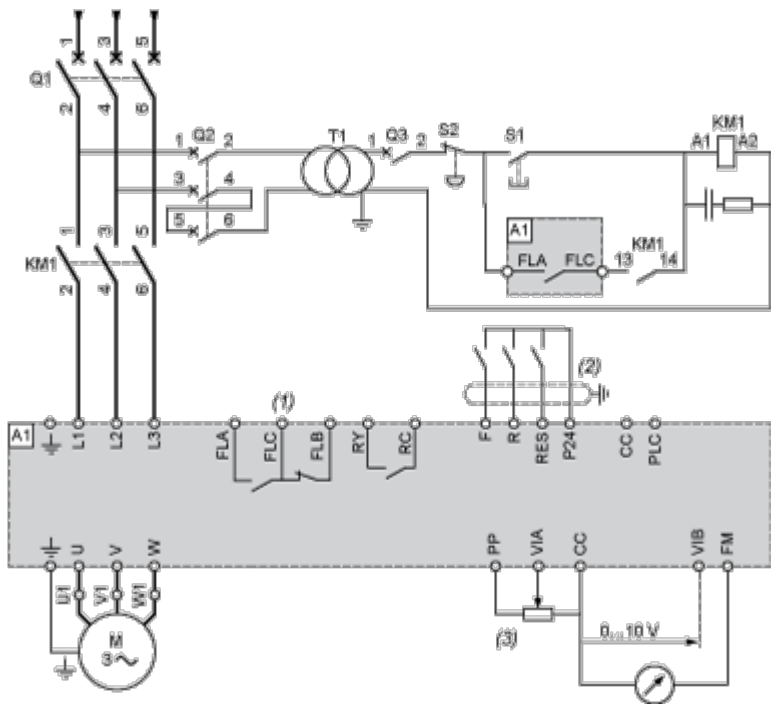 1 3 5
Q1
2 4 6
1 Q2 2 T1 1 Q3 2 S2 S1 KM1
A1 A2
3 4
5 6
A1
FLA FLC
KM1
13 14
1 3 5
KM1
2 4 6
(1) (2)
A1
L1 L2 L3 FLA FLC FLB RY RC F R RES P24 CC PLC
U V W PP VIA CC VIB FM
U1 V1 W1
(3) 0...10 V
M
3